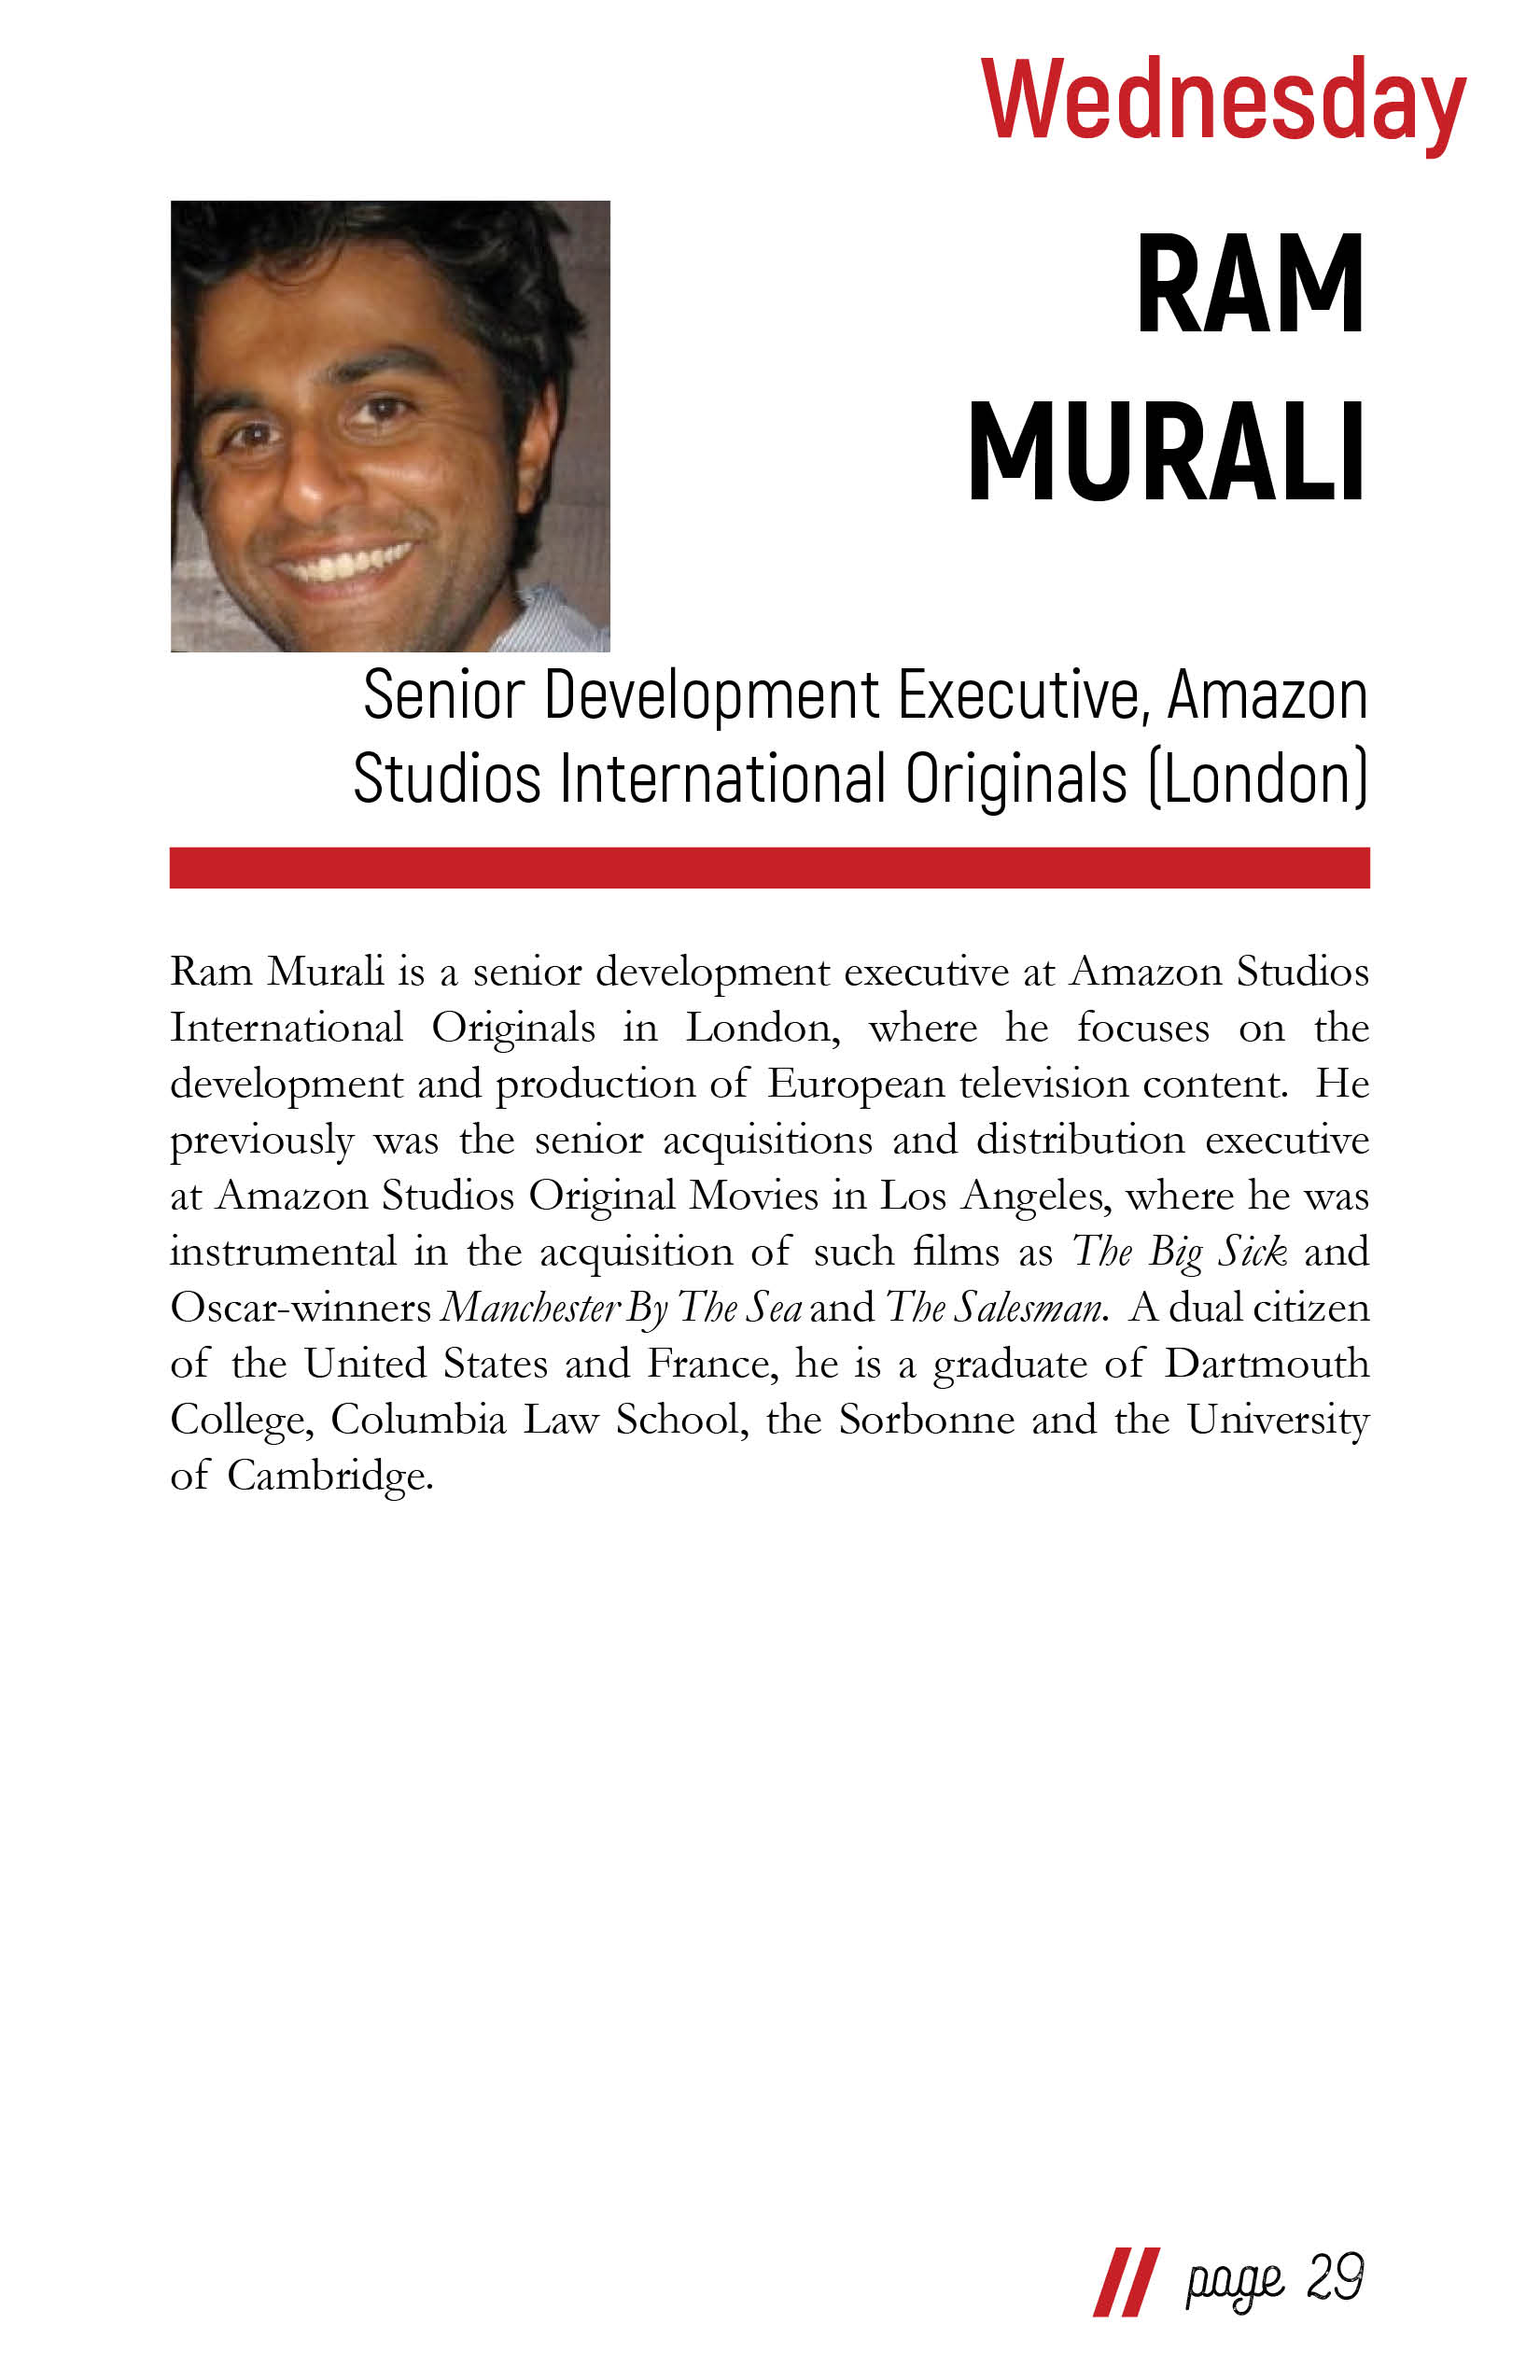 Wednesday
RAM
MURALI
Senior Development Executive, Amazon
Studios International Originals (London)
Ram Murali is a senior development executive at Amazon Studios
International Originals in London, where he focuses on the
development and production of European television content. He
previously was the senior acquisitions and distribution executive
at Amazon Studios Original Movies in Los Angeles, where he was
instrumental in the acquisition of such films as The Big Sick and
Oscar-winners Manchester By The Sea and The Salesman. A dual citizen
of the United States and France, he is a graduate of Dartmouth
College, Columbia Law School, the Sorbonne and the University
of Cambridge.
// page 29